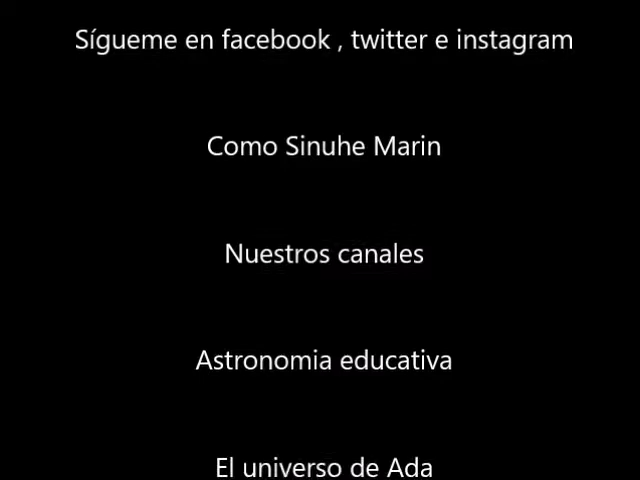 Sígueme en facebook , twitter e instagram
Como Sinuhe Marin
Nuestros canales
Astronomia educativa
El universo de Ada